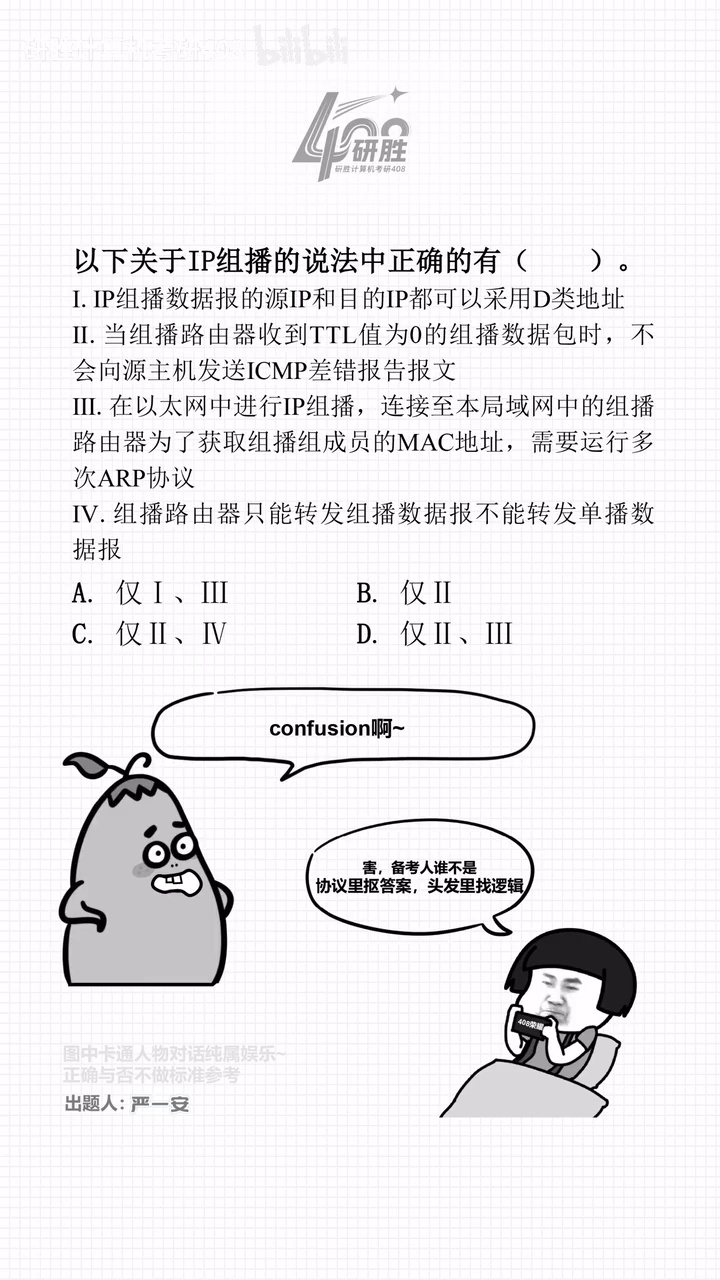 bilibili
408
研胜
研胜计算机考研408
以下关于IP组播的说法中正确的有（　　）。
I. IP组播数据报的源IP和目的IP都可以采用D类地址
II. 当组播路由器收到TTL值为0的组播数据包时，不
会向源主机发送ICMP差错报告报文
III. 在以太网中进行IP组播，连接至本局域网中的组播
路由器为了获取组播组成员的MAC地址，需要运行多
次ARP协议
IV. 组播路由器只能转发组播数据报不能转发单播数
据报
A. 仅Ⅰ、Ⅲ B. 仅Ⅱ
C. 仅Ⅱ、Ⅳ D. 仅Ⅱ、Ⅲ
confusion啊~
害，备考人谁不是
协议里抠答案，头发里找逻辑
408荣耀
图中卡通人物对话纯属娱乐~
正确与否不做标准参考
出题人：严一安